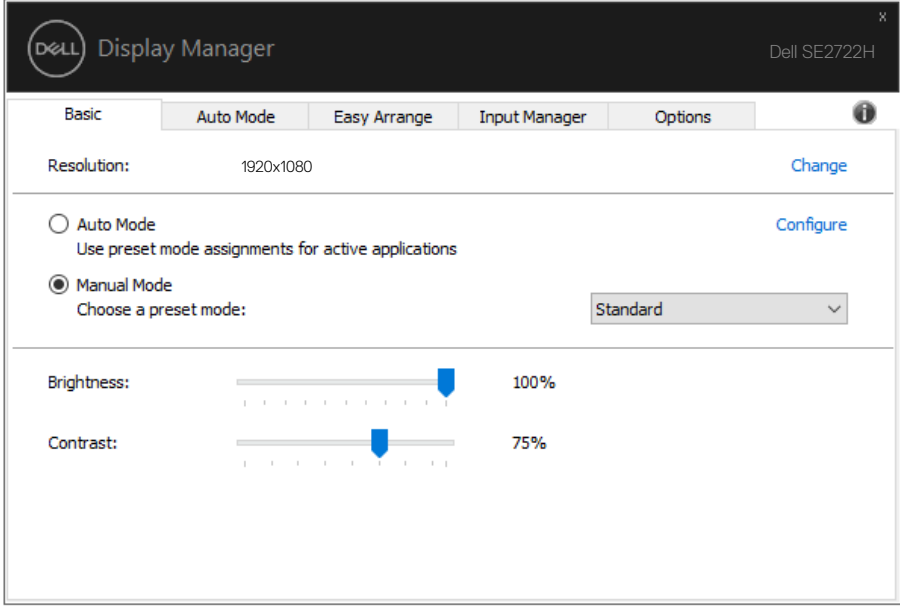 x
DELL Display Manager
Dell SE2722H
Basic Auto Mode Easy Arrange Input Manager Options
Resolution: 1920x1080 Change
Auto Mode Configure
Use preset mode assignments for active applications
Manual Mode
Choose a preset mode: Standard
Brightness: 100%
Contrast: 75%